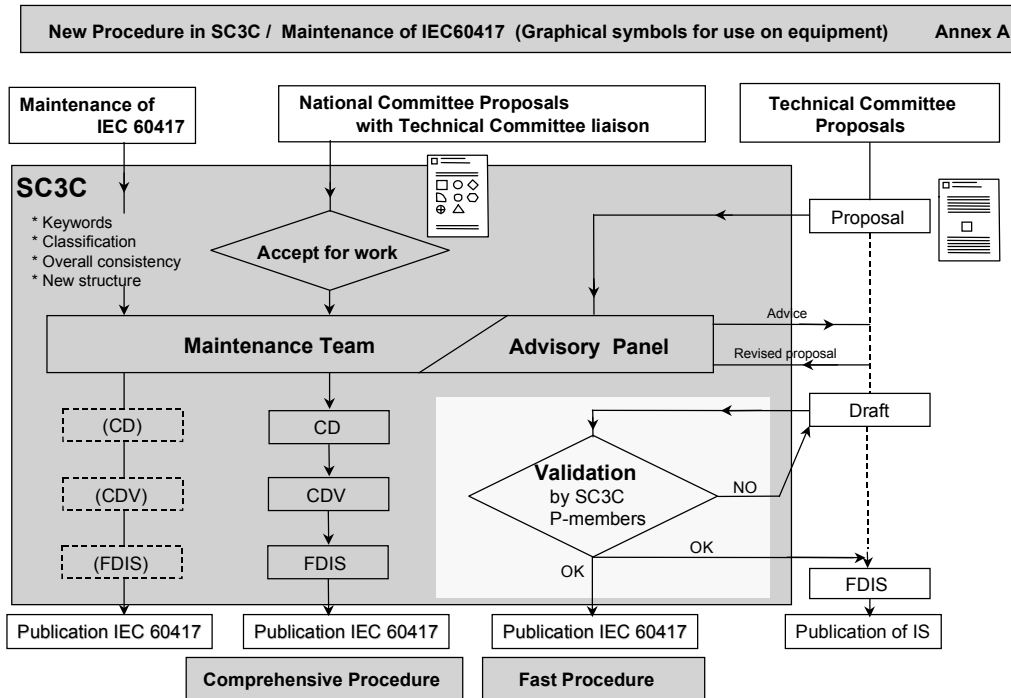 New Procedure in SC3C / Maintenance of IEC60417 (Graphical symbols for use on equipment) Annex A
Maintenance of
IEC 60417
National Committee Proposals
with Technical Committee liaison
Technical Committee
Proposals
SC3C
* Keywords
* Classification
* Overall consistency
* New structure
Accept for work
Proposal
Maintenance Team
Advisory Panel
Advice
Revised proposal
(CD)
CD
Draft
Validation
by SC3C
P-members
NO
(CDV)
CDV
(FDIS)
FDIS
OK
OK
FDIS
Publication IEC 60417
Publication IEC 60417
Publication IEC 60417
Publication of IS
Comprehensive Procedure
Fast Procedure